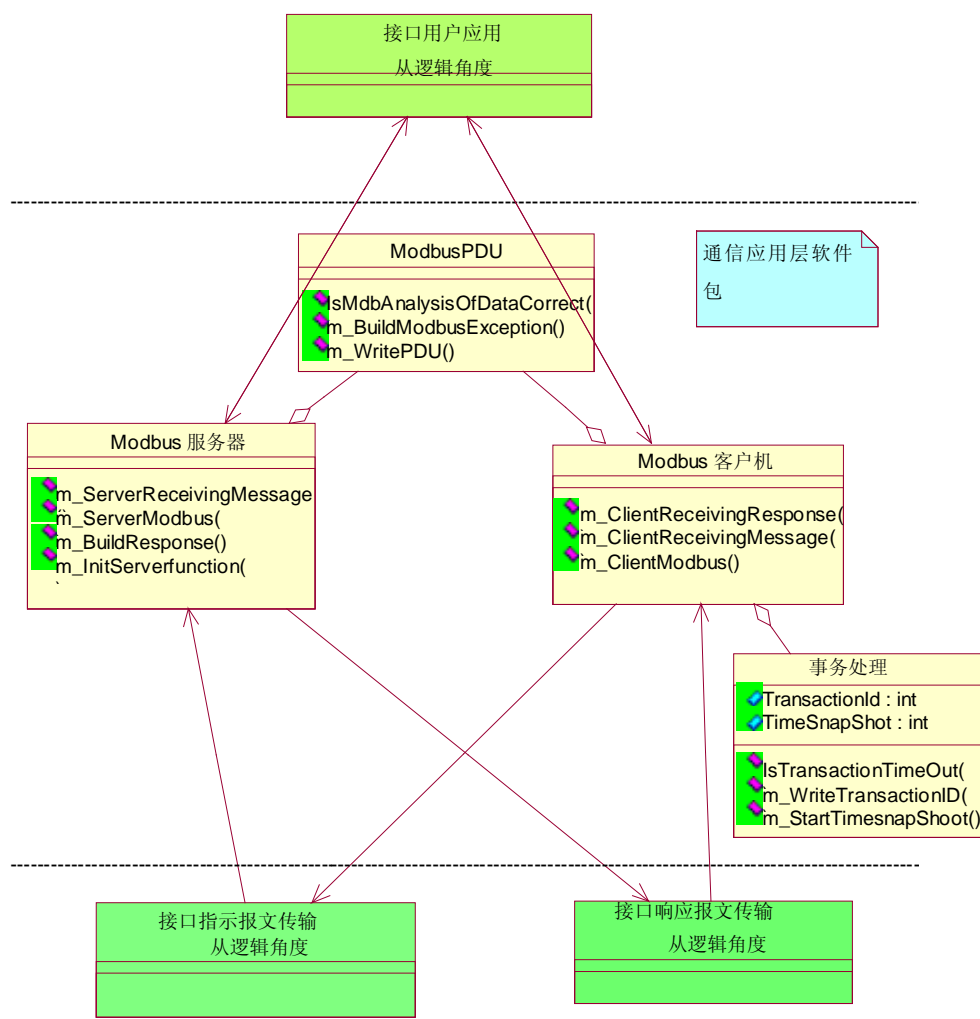 接口用户应用
从逻辑角度
ModbusPDU
IsMdbAnalysisOfDataCorrect(
m_BuildModbusException()
m_WritePDU()
通信应用层软件
包
Modbus 服务器
m_ServerReceivingMessage
m_ServerModbus(
m_BuildResponse()
m_InitServerfunction(
Modbus 客户机
m_ClientReceivingResponse(
m_ClientReceivingMessage(
m_ClientModbus()
事务处理
TransactionId : int
TimeSnapShot : int
IsTransactionTimeOut(
m_WriteTransactionID(
m_StartTimesnapShoot()
接口指示报文传输
从逻辑角度
接口响应报文传输
从逻辑角度